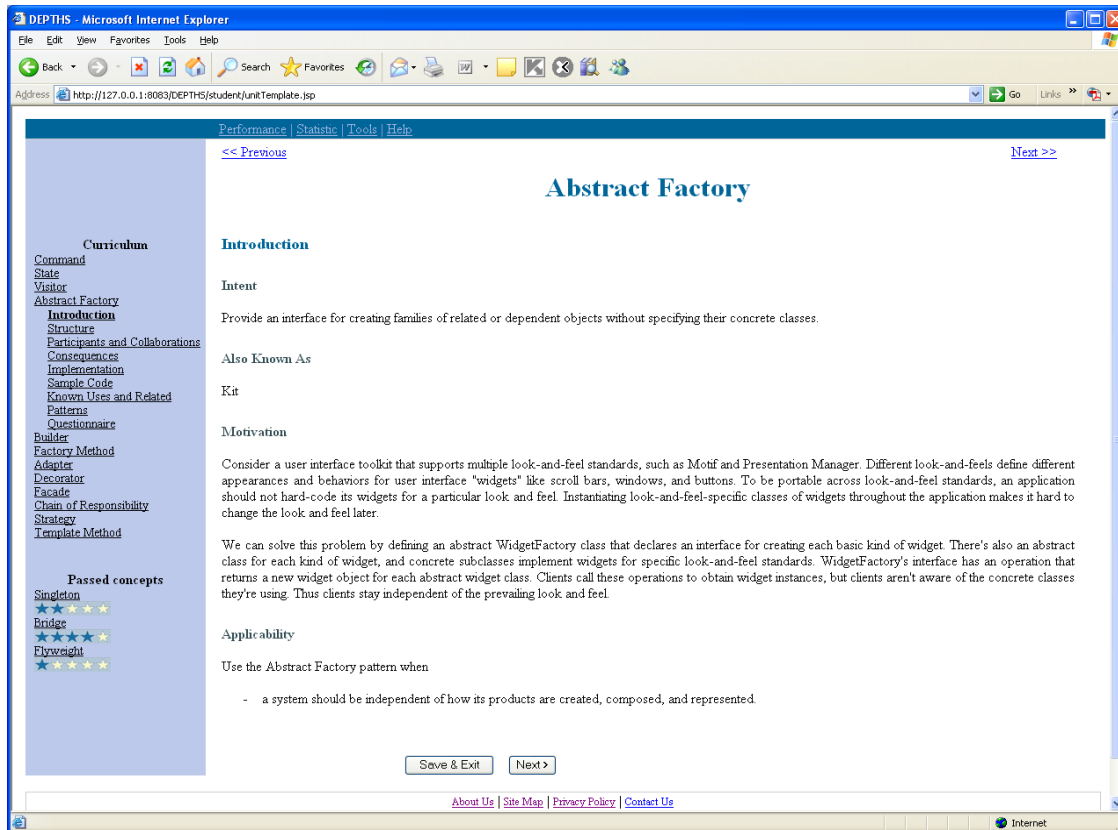 DEPTHS - Microsoft Internet Explorer
File Edit View Favorites Tools Help
Back Search Favorites
Address http://127.0.0.1:8083/DEPTHS/student/unitTemplate.jsp Go Links »
Performance | Statistic | Tools | Help
<< Previous Next >>
Abstract Factory
Curriculum
Command
State
Visitor
Abstract Factory
Introduction
Structure
Participants and Collaborations
Consequences
Implementation
Sample Code
Known Uses and Related
Patterns
Questionnaire
Builder
Factory Method
Adapter
Decorator
Facade
Chain of Responsibility
Strategy
Template Method
Passed concepts
Singleton
Bridge
Flyweight
Introduction
Intent
Provide an interface for creating families of related or dependent objects without specifying their concrete classes.
Also Known As
Kit
Motivation
Consider a user interface toolkit that supports multiple look-and-feel standards, such as Motif and Presentation Manager. Different look-and-feels define different
appearances and behaviors for user interface "widgets" like scroll bars, windows, and buttons. To be portable across look-and-feel standards, an application
should not hard-code its widgets for a particular look and feel. Instantiating look-and-feel-specific classes of widgets throughout the application makes it hard to
change the look and feel later.
We can solve this problem by defining an abstract WidgetFactory class that declares an interface for creating each basic kind of widget. There's also an abstract
class for each kind of widget, and concrete subclasses implement widgets for specific look-and-feel standards. WidgetFactory's interface has an operation that
returns a new widget object for each abstract widget class. Clients call these operations to obtain widget instances, but clients aren't aware of the concrete classes
they're using. Thus clients stay independent of the prevailing look and feel.
Applicability
Use the Abstract Factory pattern when
- a system should be independent of how its products are created, composed, and represented.
Save & Exit Next >
About Us | Site Map | Privacy Policy | Contact Us
Internet